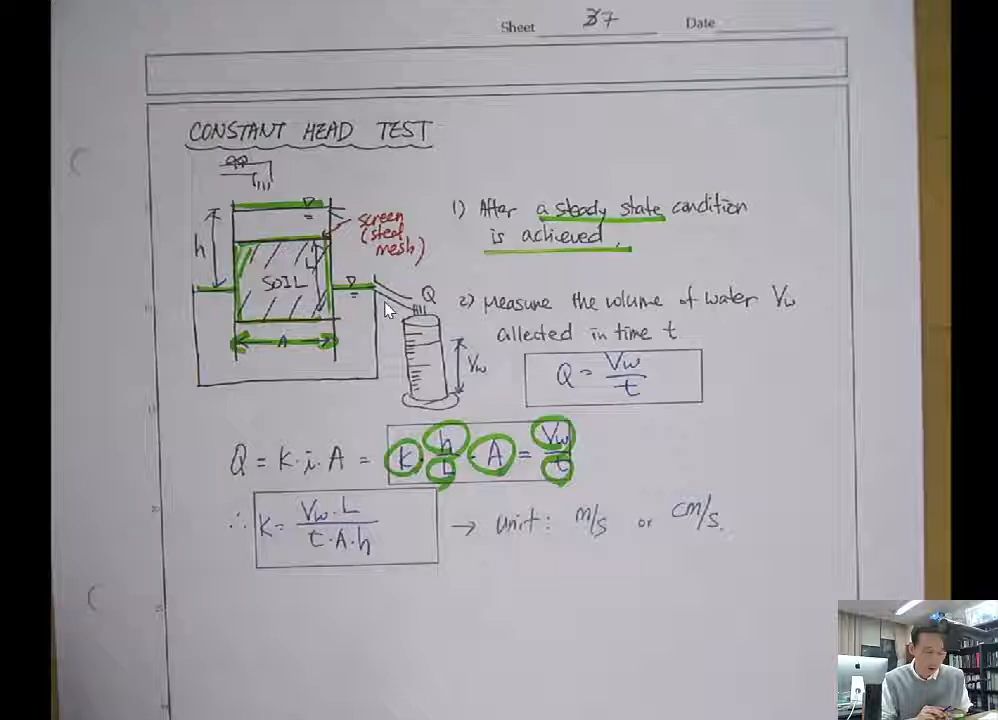 Sheet 37 Date
CONSTANT HEAD TEST
1) After a steady state condition
is achieved.
screen
(steel
mesh)
h
L
SOIL
A
Q
Vw
2) Measure the volume of water Vw
collected in time t
Q = Vw / t
Q = K·i·A = K· h / L ·A = Vw / t
∴ K = Vw·L / t·A·h → unit: m/s or cm/s.